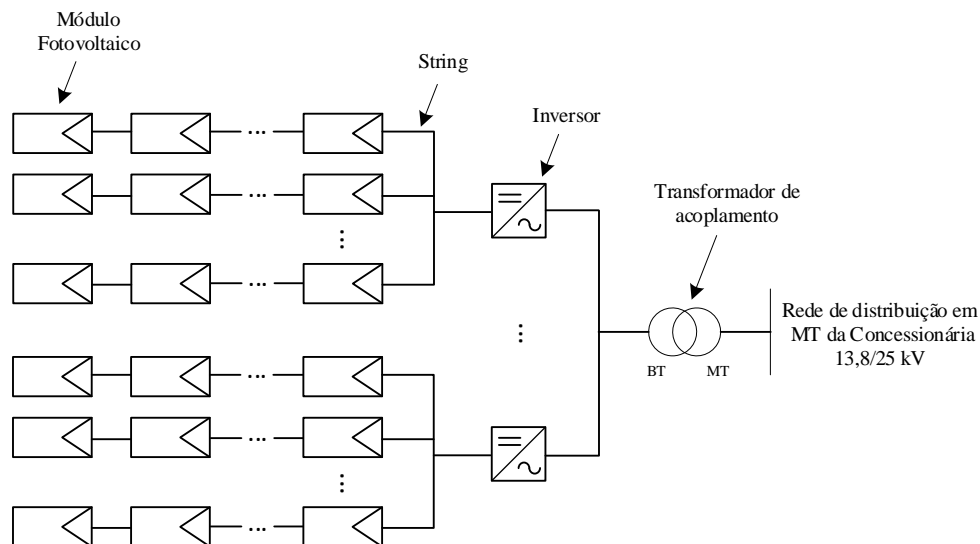 Módulo
Fotovoltaico
String
Inversor
Transformador de
acoplamento
BT
MT
Rede de distribuição em
MT da Concessionária
13,8/25 kV